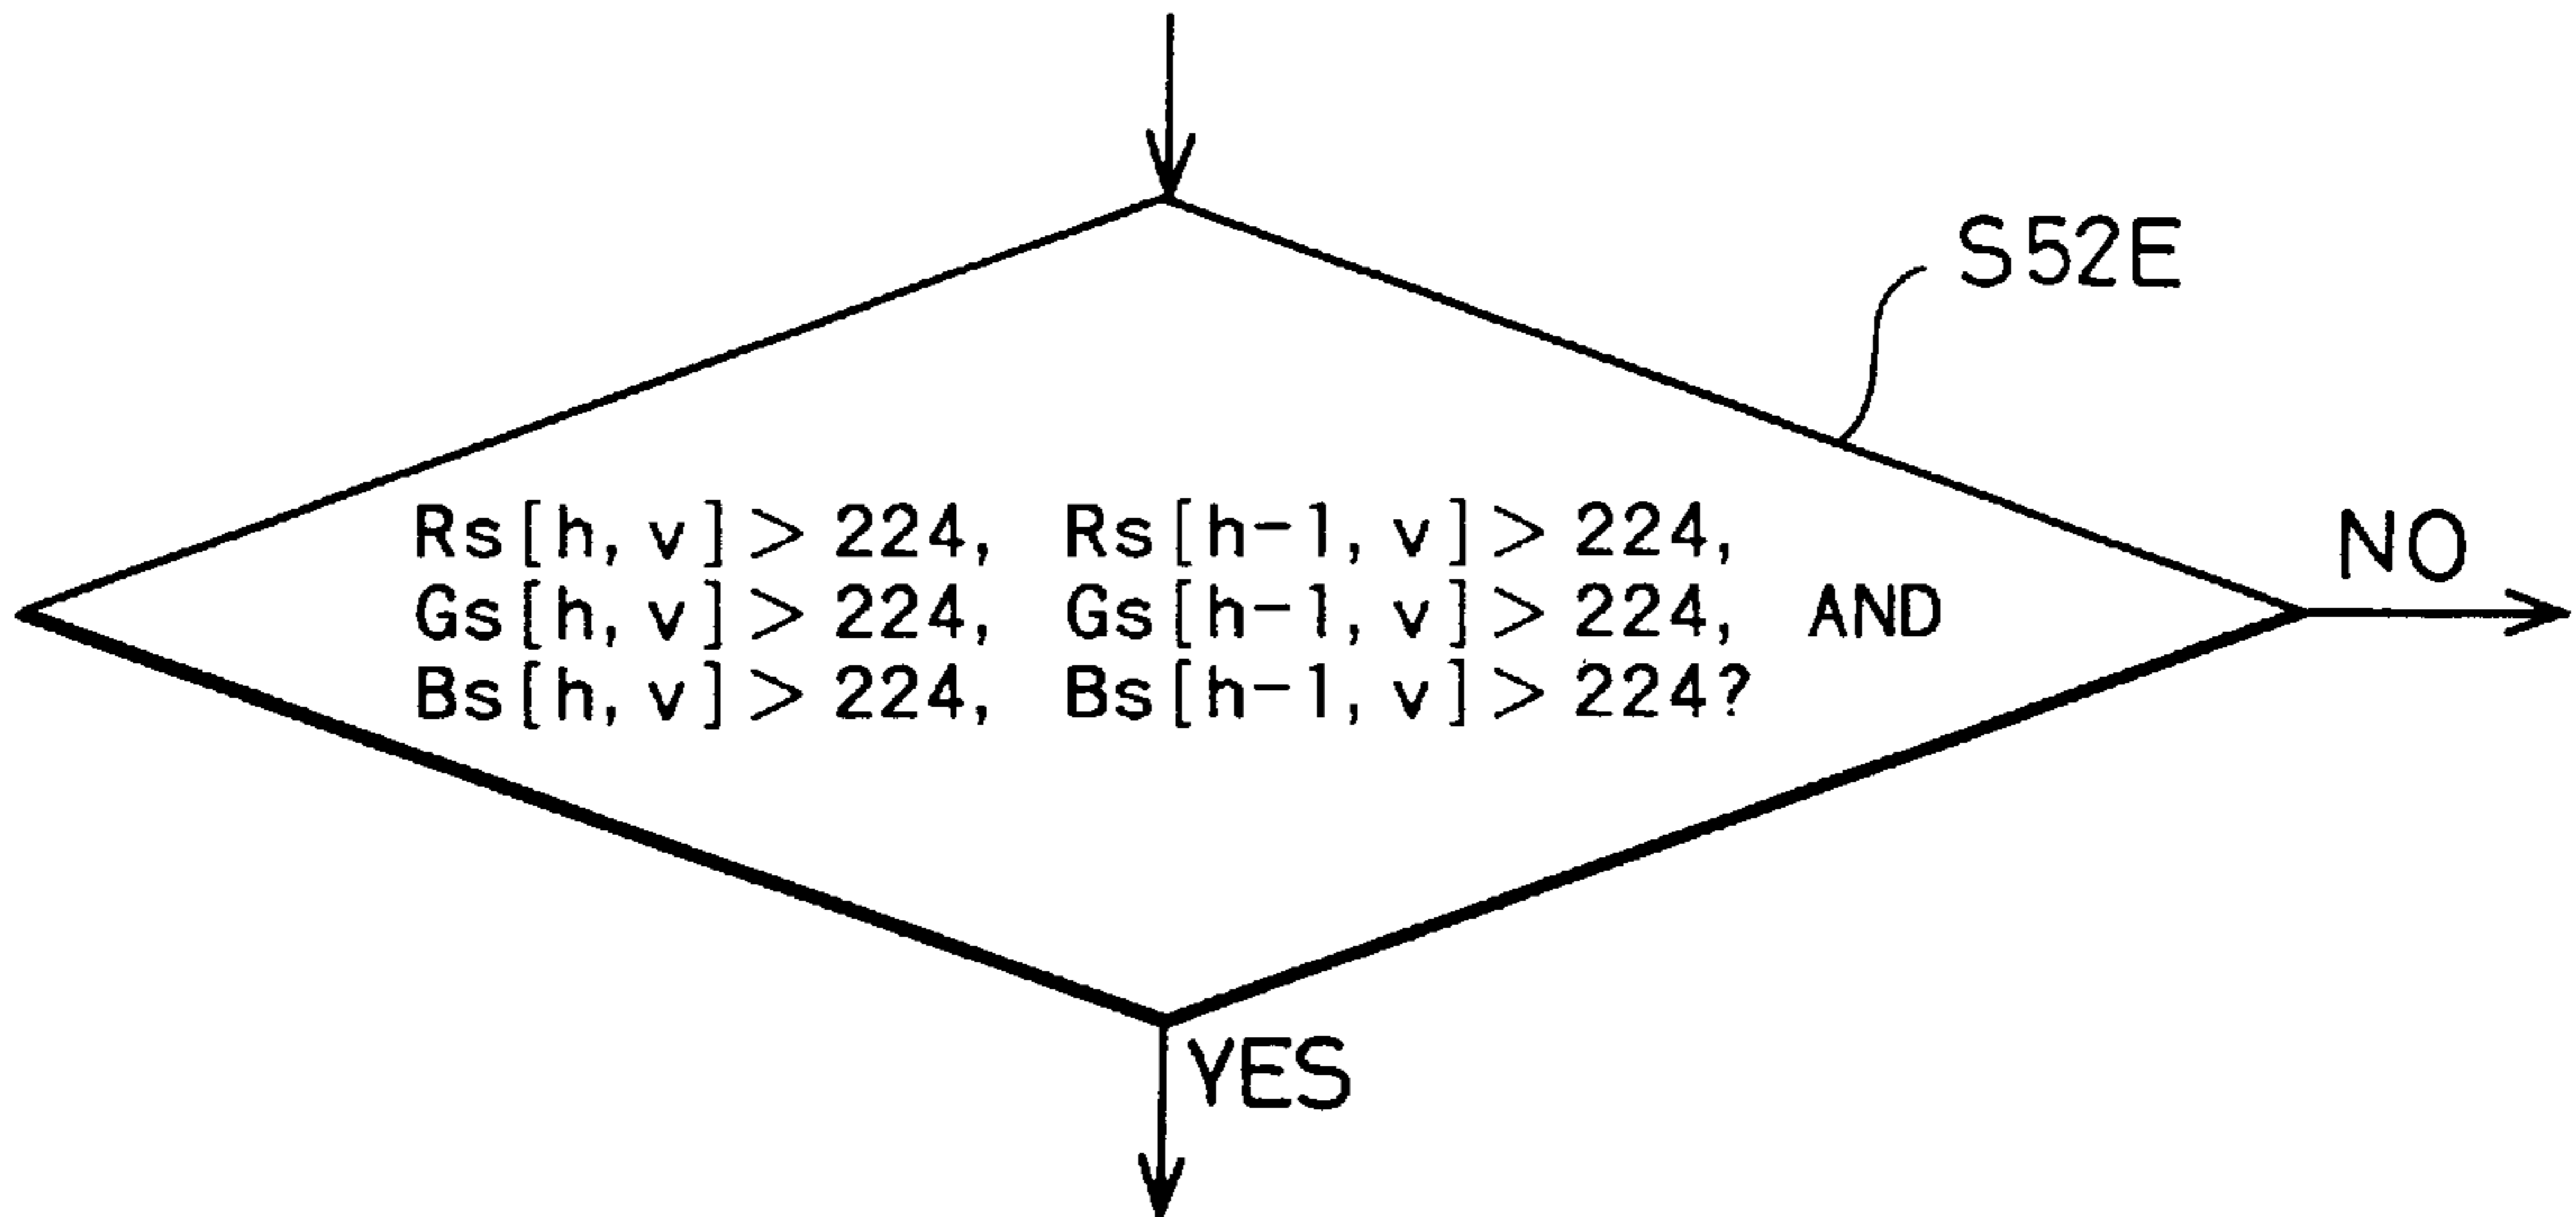 S52E
Rs[h, v] > 224, Rs[h-1, v] > 224,
Gs[h, v] > 224, Gs[h-1, v] > 224, AND
Bs[h, v] > 224, Bs[h-1, v] > 224?
NO
YES